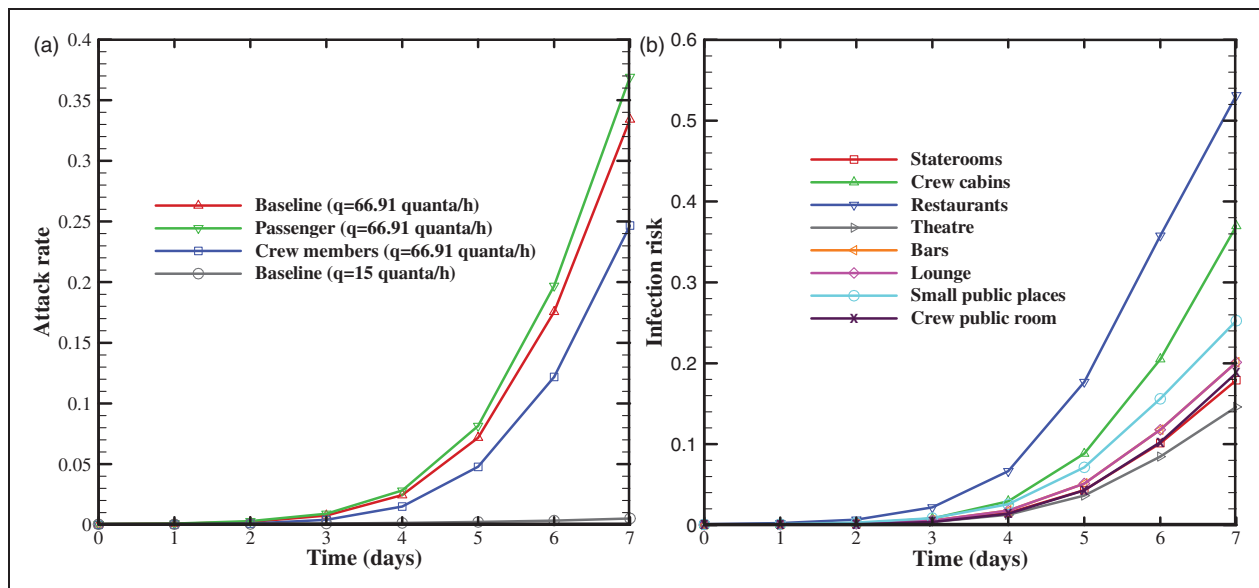 (a)
0.4
0.35
0.3
0.25
0.2
0.15
0.1
0.05
0
Attack rate
Baseline (q=66.91 quanta/h)
Passenger (q=66.91 quanta/h)
Crew members (q=66.91 quanta/h)
Baseline (q=15 quanta/h)
0 1 2 3 4 5 6 7
Time (days)
(b)
0.6
0.5
0.4
0.3
0.2
0.1
0
Infection risk
Staterooms
Crew cabins
Restaurants
Theatre
Bars
Lounge
Small public places
Crew public room
0 1 2 3 4 5 6 7
Time (days)